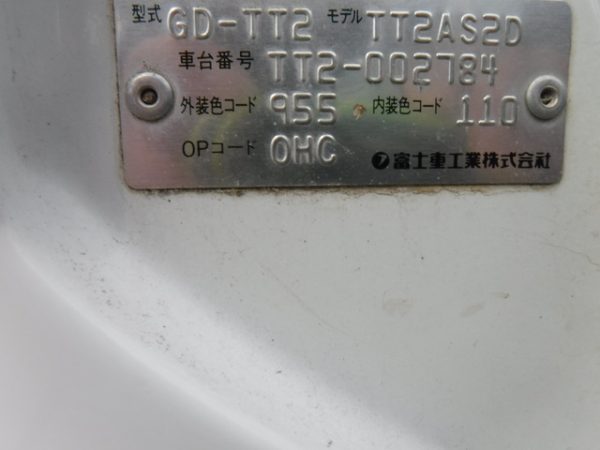 型式 GD-TT2 モデル TT2AS2D
車台番号 TT2-002784
外装色コード 955 内装色コード 110
OPコード OHC
富士重工業株式会社